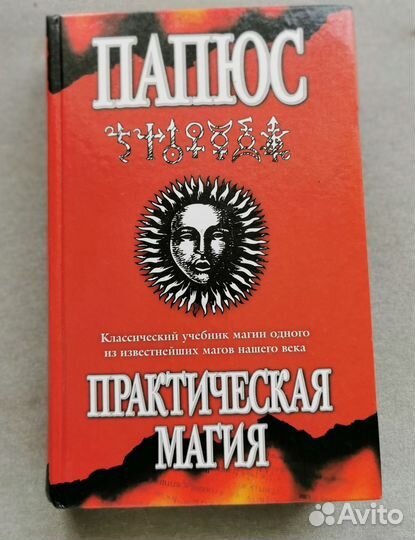 ПАПЮС
Классический учебник магии одного
из известнейших магов нашего века
ПРАКТИЧЕСКАЯ
МАГИЯ
Avito